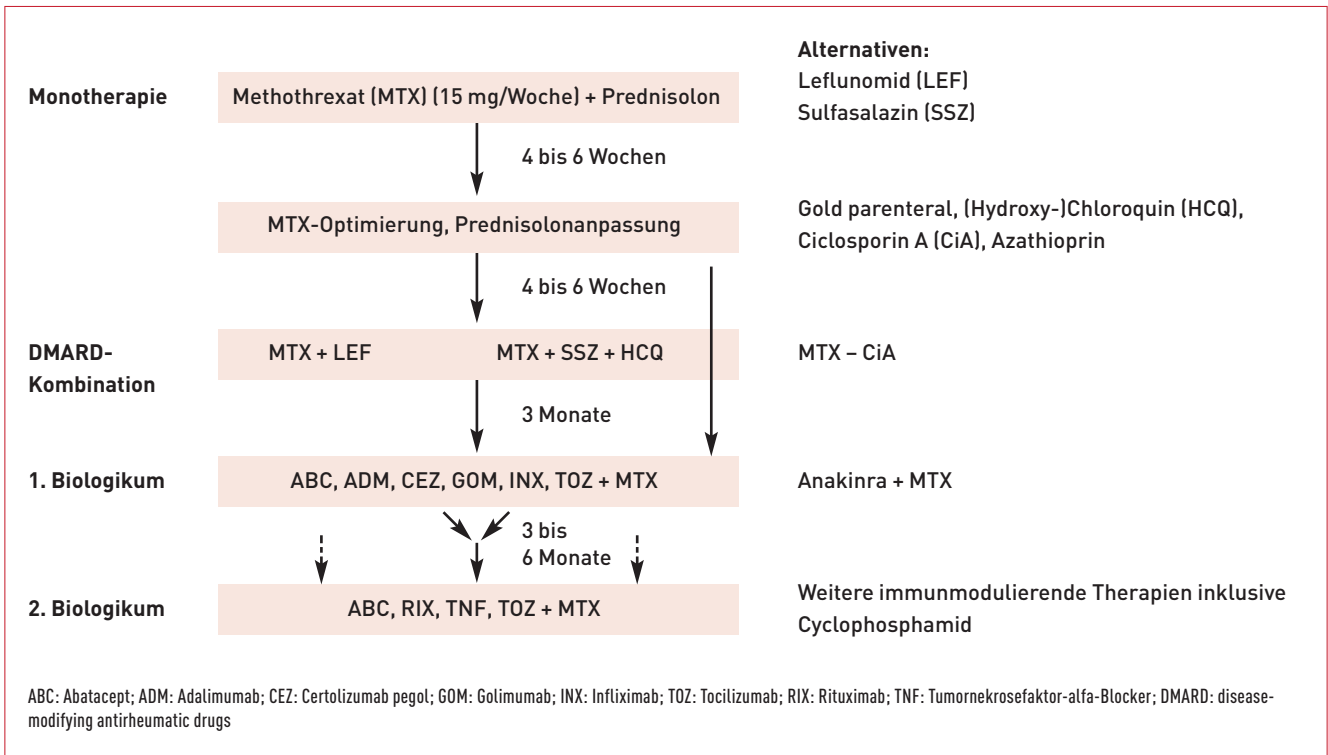 Alternativen:
Monotherapie
Methothrexat (MTX) (15 mg/Woche) + Prednisolon
Leflunomid (LEF)
Sulfasalazin (SSZ)
4 bis 6 Wochen
MTX-Optimierung, Prednisolonanpassung
Gold parenteral, (Hydroxy-)Chloroquin (HCQ),
Ciclosporin A (CiA), Azathioprin
4 bis 6 Wochen
DMARD-
Kombination
MTX + LEF
MTX + SSZ + HCQ
MTX – CiA
3 Monate
1. Biologikum
ABC, ADM, CEZ, GOM, INX, TOZ + MTX
Anakinra + MTX
3 bis
6 Monate
2. Biologikum
ABC, RIX, TNF, TOZ + MTX
Weitere immunmodulierende Therapien inklusive
Cyclophosphamid
ABC: Abatacept; ADM: Adalimumab; CEZ: Certolizumab pegol; GOM: Golimumab; INX: Infliximab; TOZ: Tocilizumab; RIX: Rituximab; TNF: Tumornekrosefaktor-alfa-Blocker; DMARD: disease-
modifying antirheumatic drugs